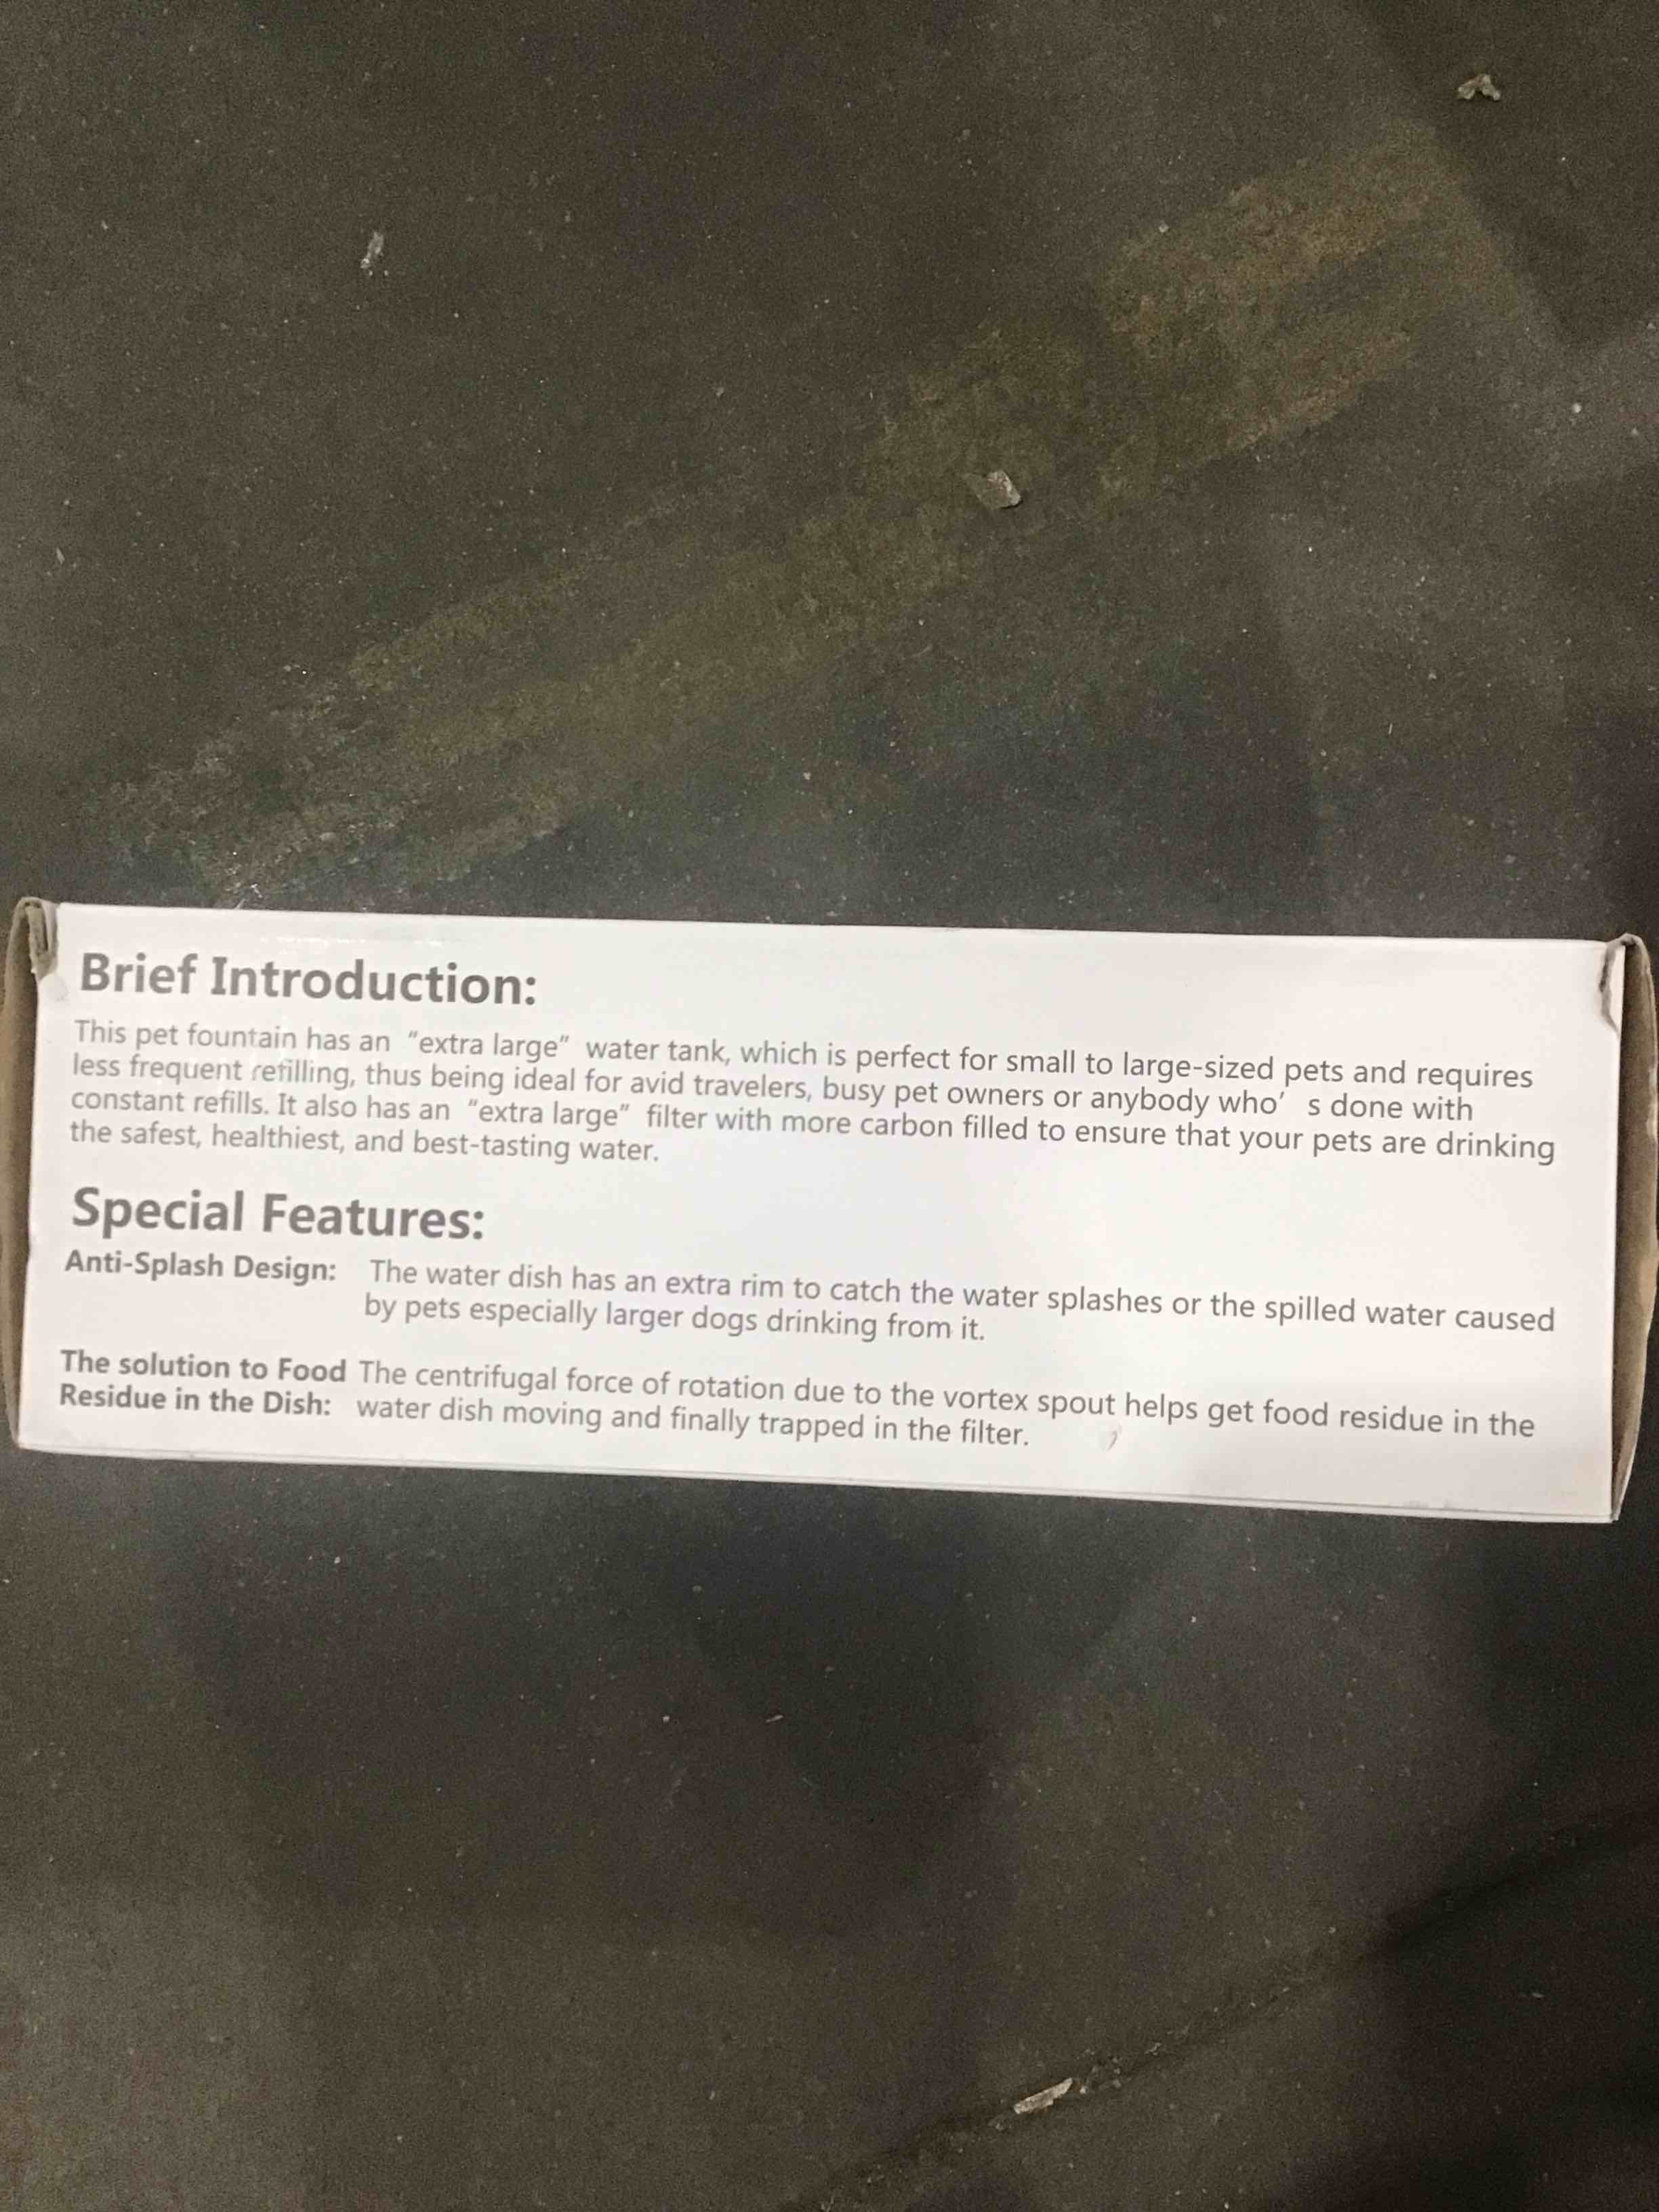 Brief Introduction:
This pet fountain has an “extra large” water tank, which is perfect for small to large-sized pets and requires
less frequent refilling, thus being ideal for avid travelers, busy pet owners or anybody who’ s done with
constant refills. It also has an “extra large” filter with more carbon filled to ensure that your pets are drinking
the safest, healthiest, and best-tasting water.
Special Features:
Anti-Splash Design: The water dish has an extra rim to catch the water splashes or the spilled water caused
by pets especially larger dogs drinking from it.
The solution to Food The centrifugal force of rotation due to the vortex spout helps get food residue in the
Residue in the Dish: water dish moving and finally trapped in the filter.